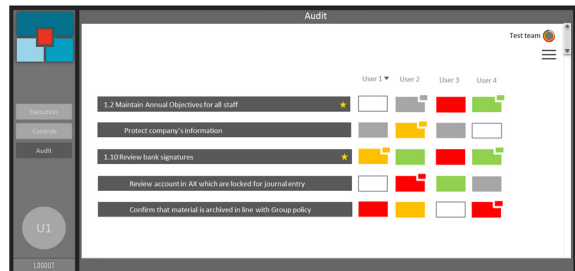 Audit
Test team
User 1 User 2 User 3 User 4
1.2 Maintain Annual Objectives for all staff
Execution
Protect company's information
Controls
Audit
1.10 Review bank signatures
Review account in AX which are locked for journal entry
Confirm that material is archived in line with Group policy
U1
LOGOUT